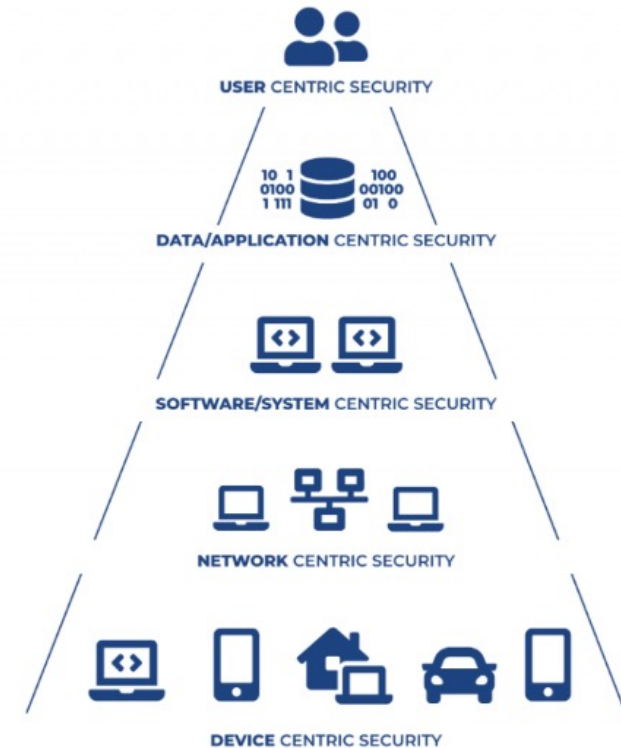 USER CENTRIC SECURITY
10 1 100
0100 00100
1 111 01 0
DATA/APPLICATION CENTRIC SECURITY
SOFTWARE/SYSTEM CENTRIC SECURITY
NETWORK CENTRIC SECURITY
DEVICE CENTRIC SECURITY